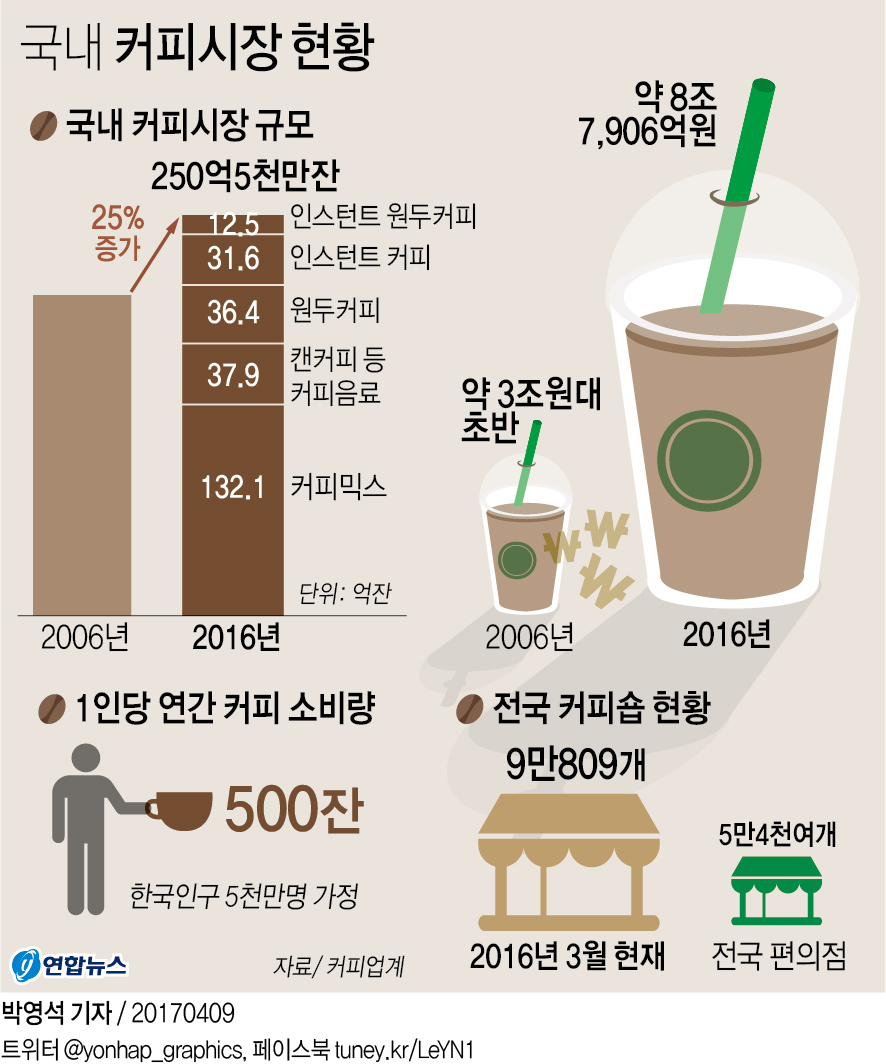 국내 커피시장 현황
국내 커피시장 규모
250억5천만잔
25%
증가
12.5 인스턴트 원두커피
31.6 인스턴트 커피
36.4 원두커피
37.9 캔커피 등
커피음료
132.1 커피믹스
단위: 억잔
2006년 2016년
약 8조
7,906억원
약 3조원대
초반
₩ ₩ ₩
2006년 2016년
1인당 연간 커피 소비량
500잔
한국인구 5천만명 가정
전국 커피숍 현황
9만809개
2016년 3월 현재
5만4천여개
전국 편의점
y 연합뉴스
자료/ 커피업계
박영석 기자 / 20170409
트위터 @yonhap_graphics, 페이스북 tuney.kr/LeYN1